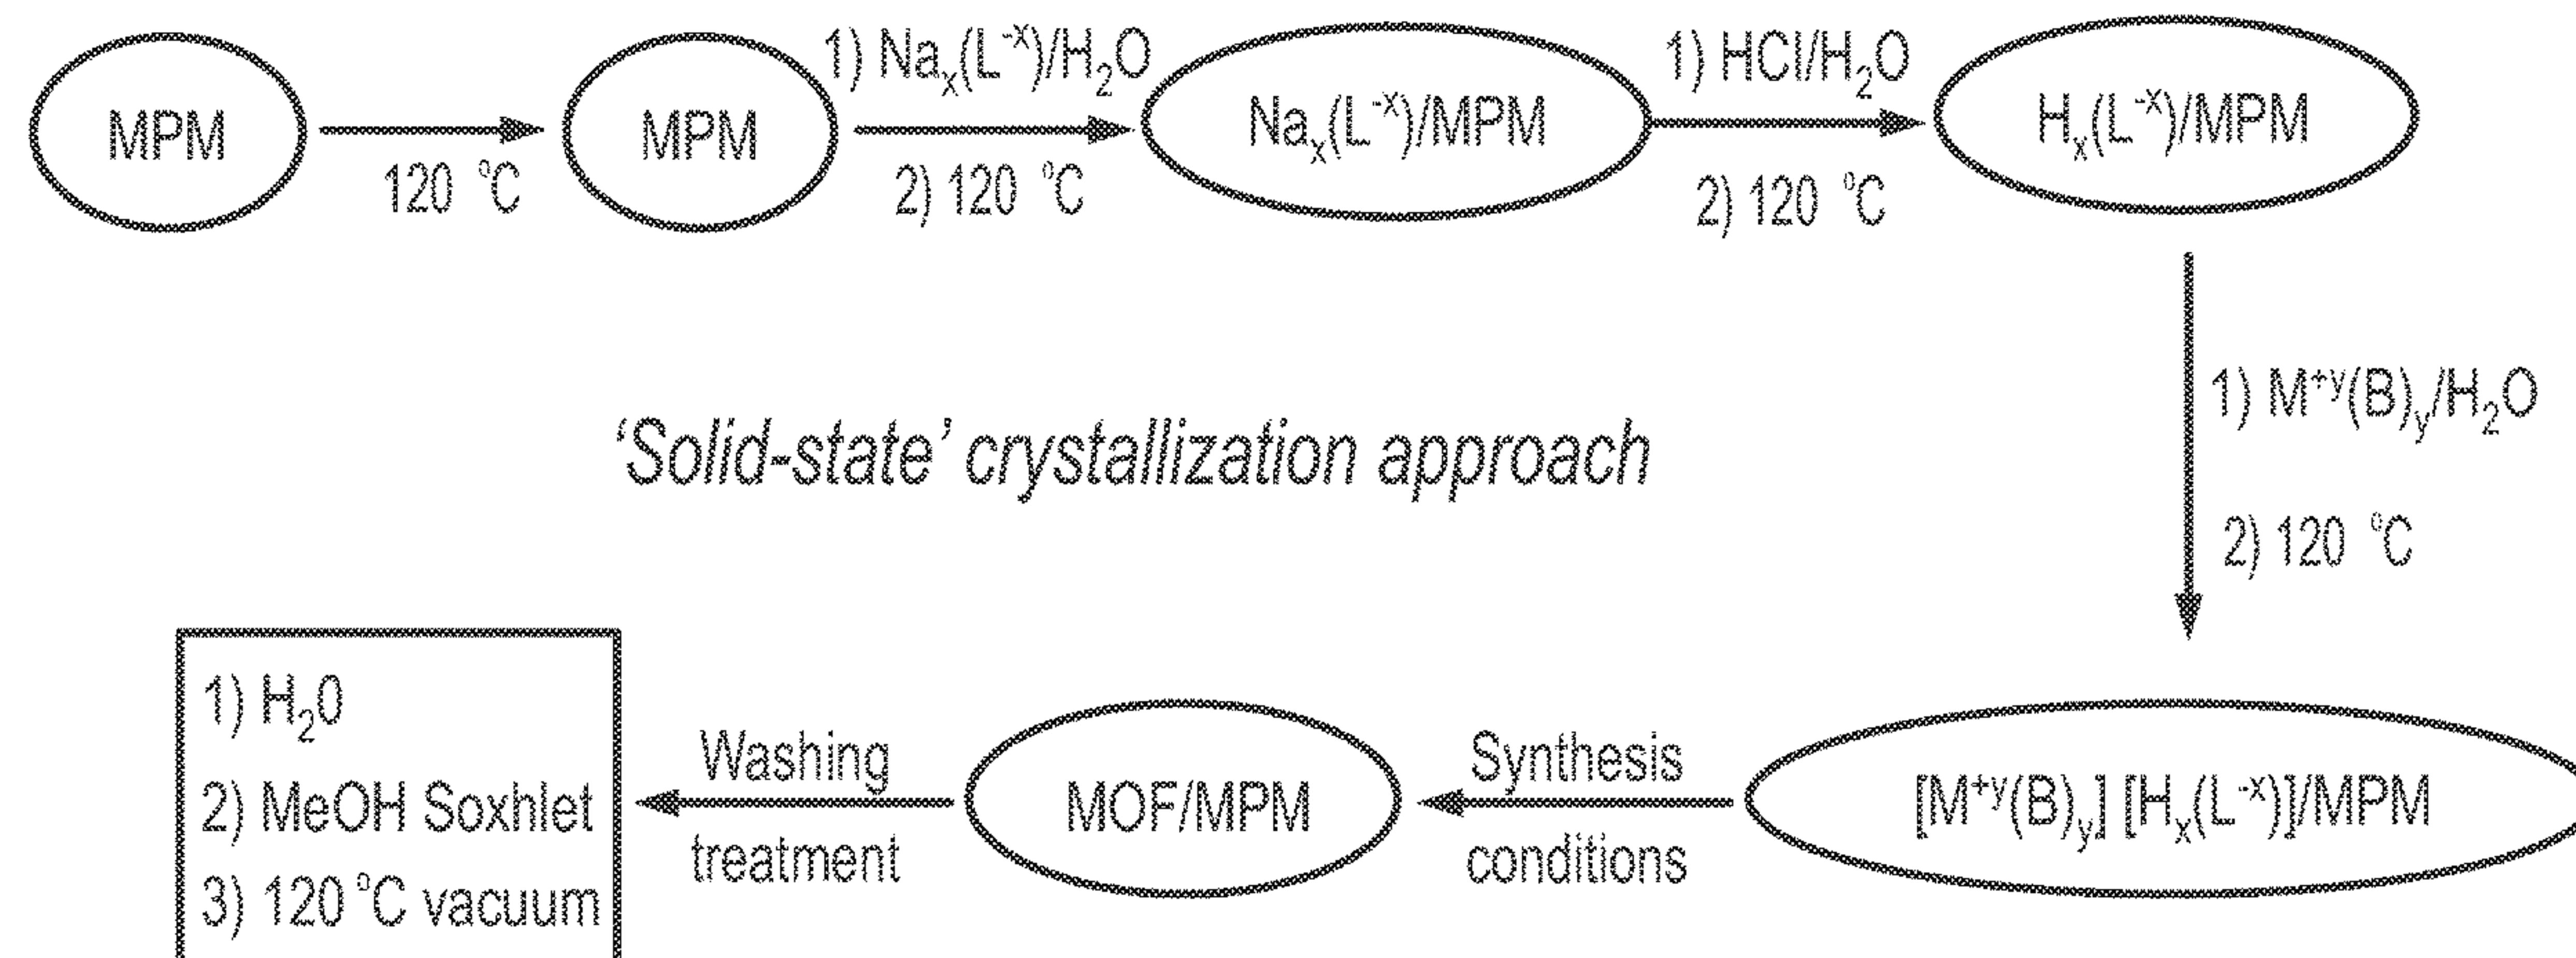 MPM
120 °C
MPM
1) Naₓ(L⁻ˣ)/H₂O
2) 120 °C
Naₓ(L⁻ˣ)/MPM
1) HCl/H₂O
2) 120 °C
Hₓ(L⁻ˣ)/MPM
1) M⁺ʸ(B)ᵧ/H₂O
2) 120 °C
'Solid-state' crystallization approach
[M⁺ʸ(B)ᵧ] [Hₓ(L⁻ˣ)]/MPM
Synthesis
conditions
MOF/MPM
Washing
treatment
1) H₂0
2) MeOH Soxhlet
3) 120 °C vacuum